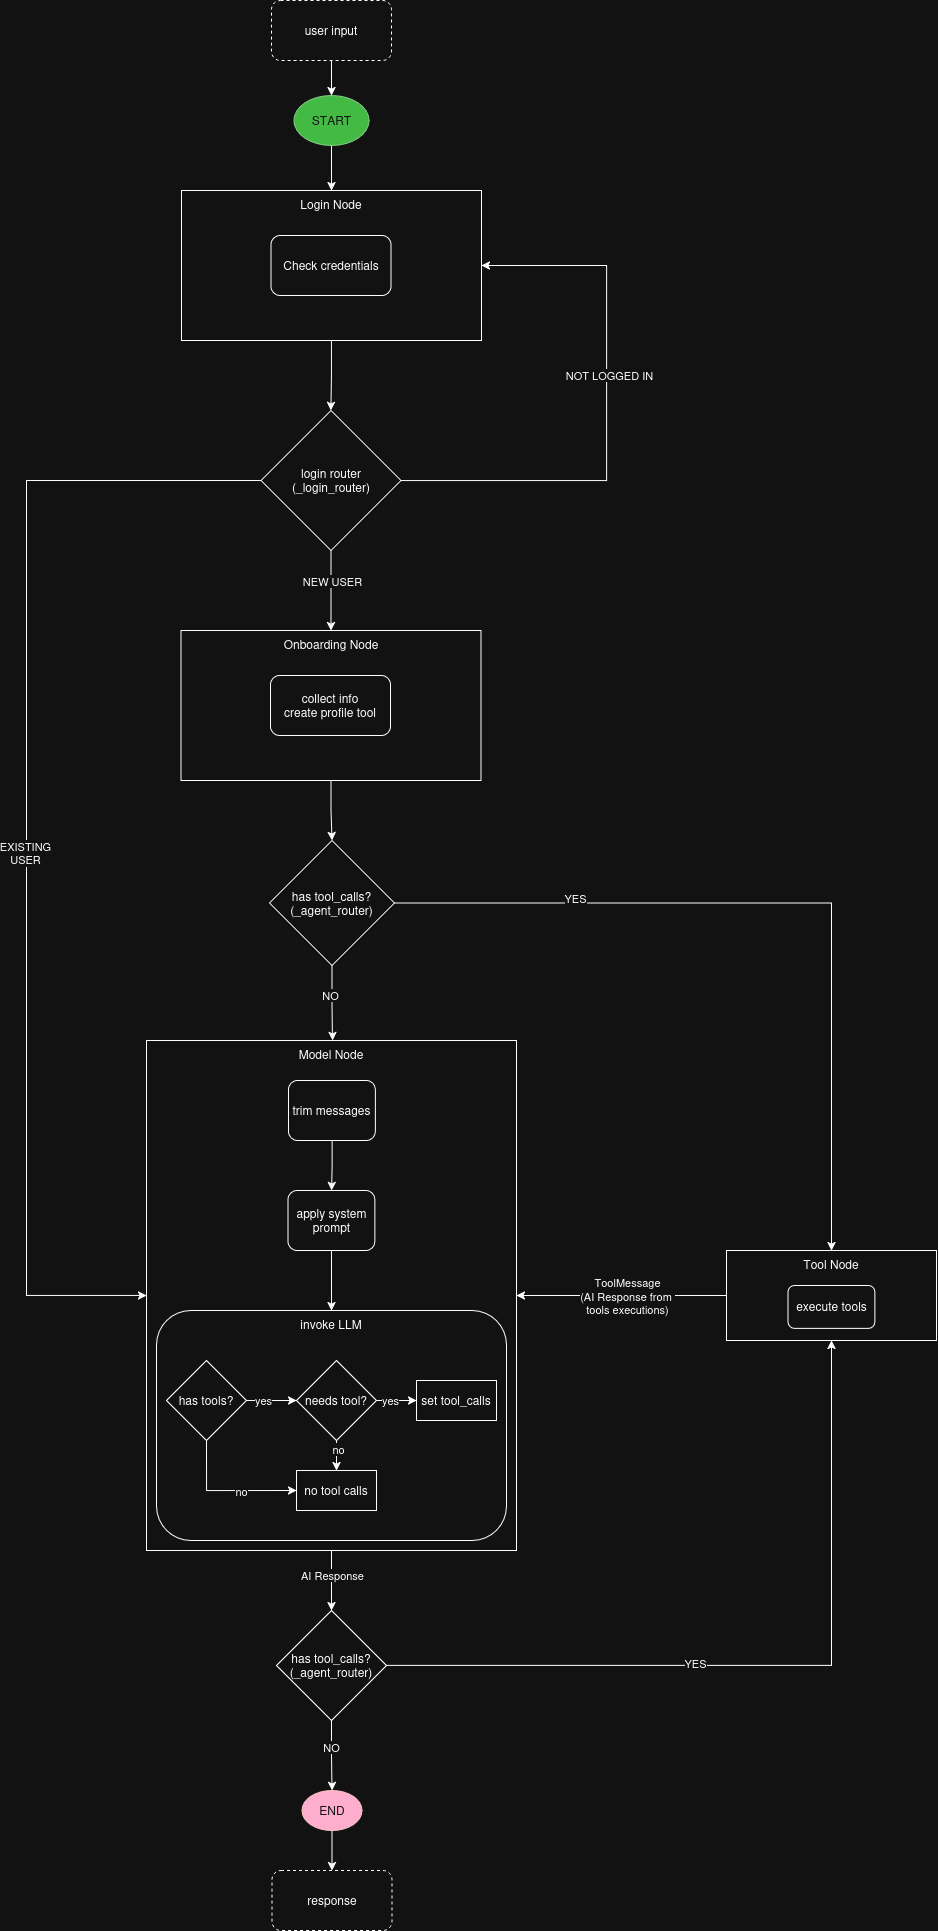 user input
START
Login Node
Check credentials
NOT LOGGED IN
login router
(_login_router)
NEW USER
Onboarding Node
collect info
create profile tool
EXISTING
USER
has tool_calls?
(_agent_router)
YES
NO
Model Node
trim messages
apply system
prompt
Tool Node
execute tools
ToolMessage
(AI Response from
tools executions)
invoke LLM
has tools?
yes
needs tool?
yes
set tool_calls
no
no
no tool calls
AI Response
has tool_calls?
(_agent_router)
YES
NO
END
response